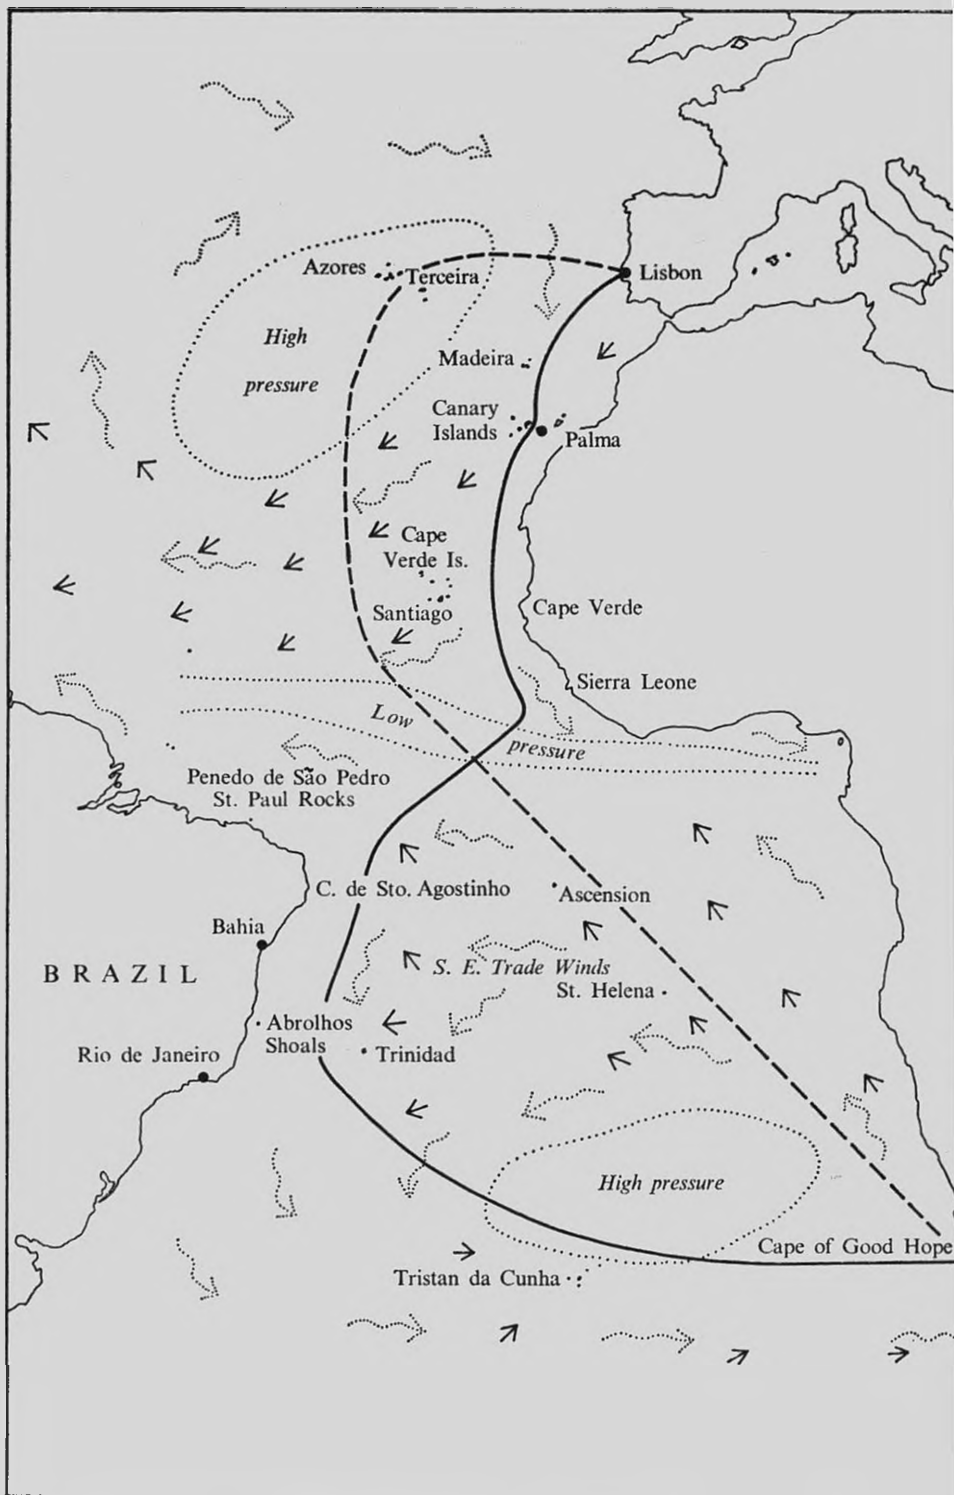 Azores
Terceira
Lisbon
High
pressure
Madeira
Canary
Islands
Palma
Cape
Verde Is.
Santiago
Cape Verde
Sierra Leone
Low
pressure
Penedo de São Pedro
St. Paul Rocks
C. de Sto. Agostinho
Ascension
Bahia
BRAZIL
S. E. Trade Winds
St. Helena
Abrolhos
Shoals
Trinidad
Rio de Janeiro
High pressure
Cape of Good Hope
Tristan da Cunha